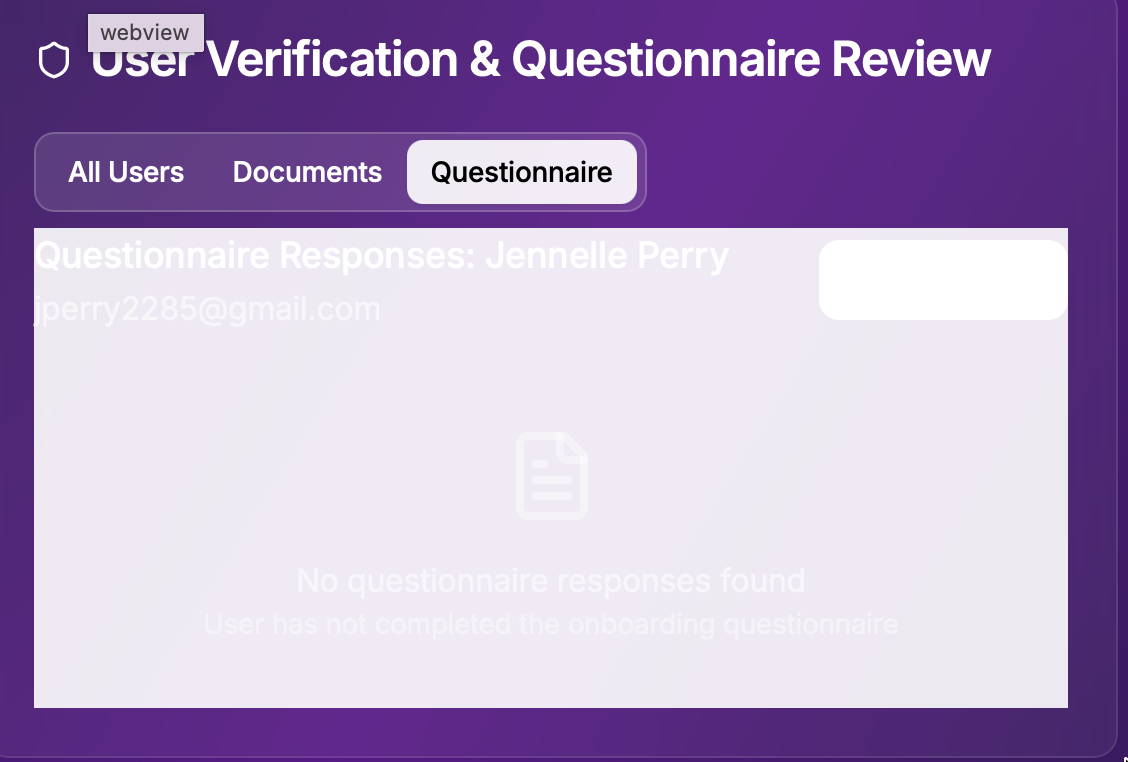 webview
User Verification & Questionnaire Review
All Users
Documents
Questionnaire
Questionnaire Responses: Jennelle Perry
jperry2285@gmail.com
No questionnaire responses found
User has not completed the onboarding questionnaire